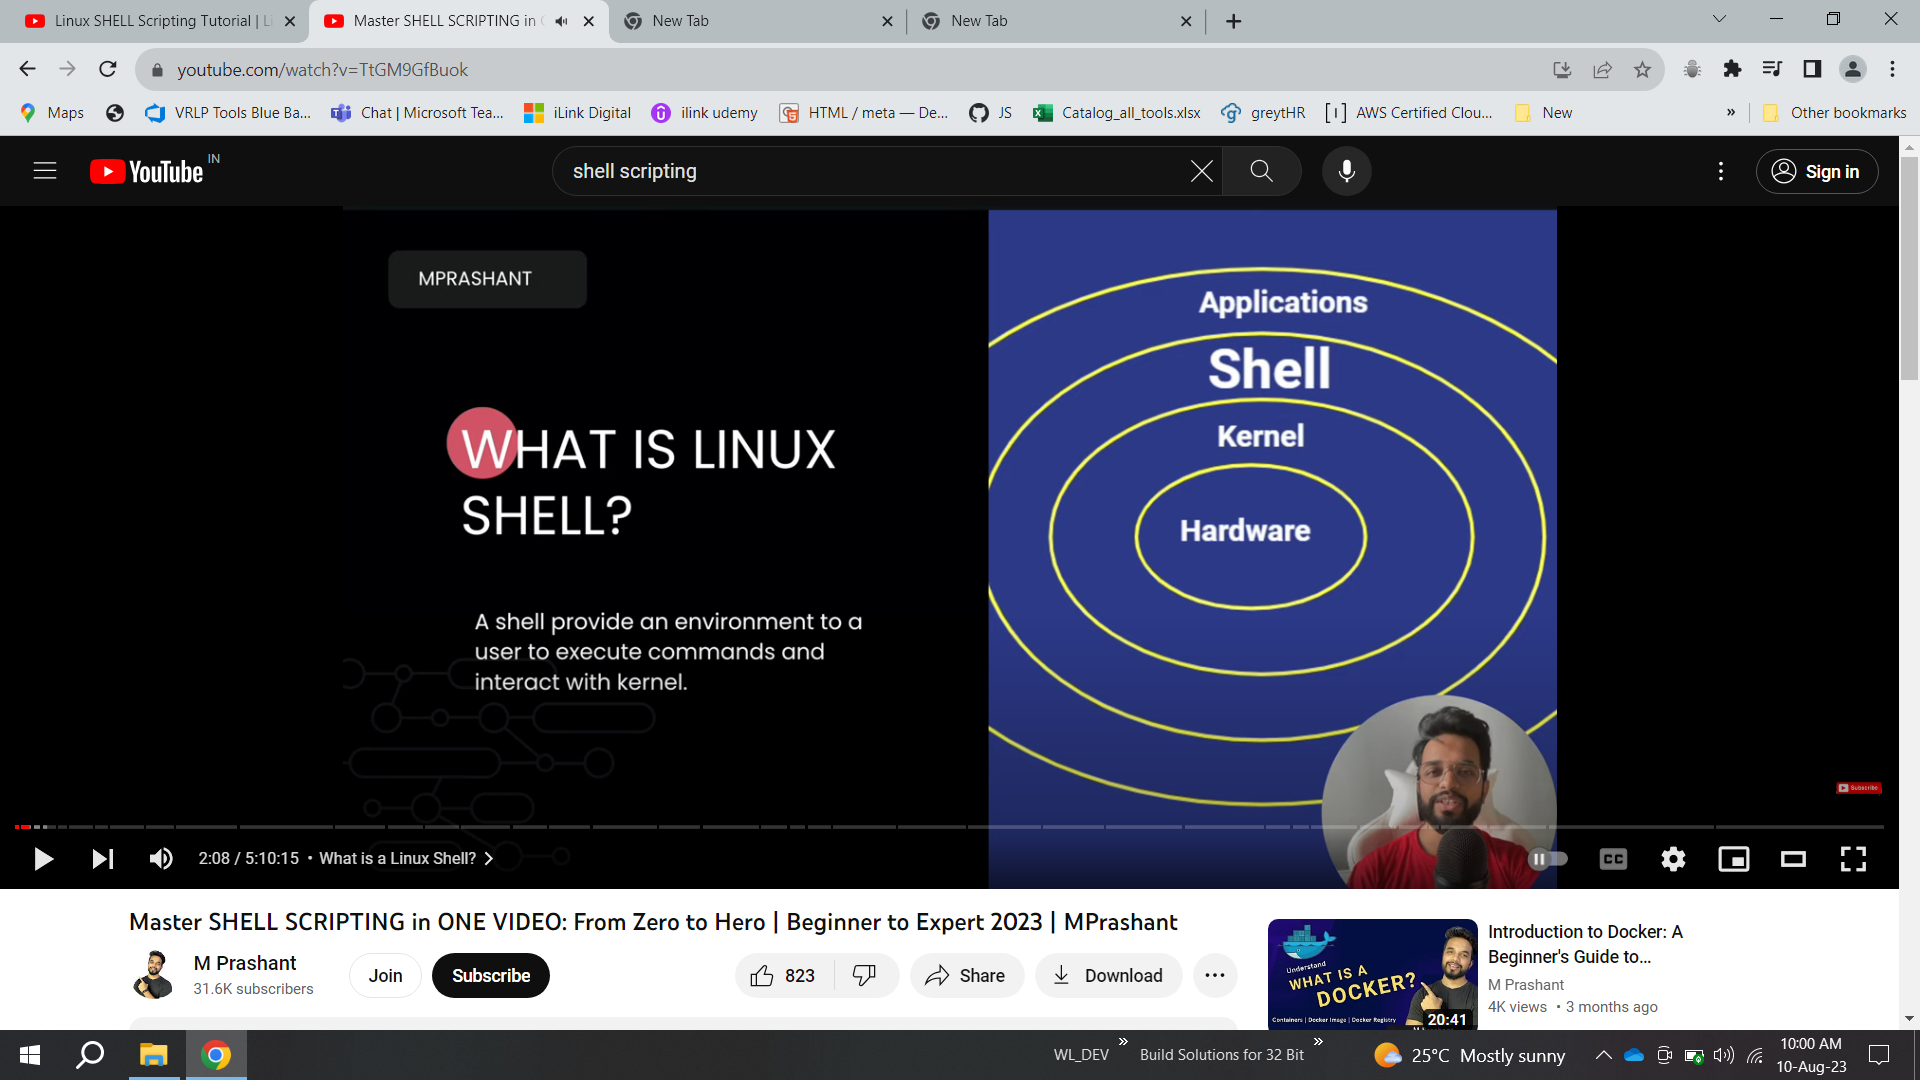 Linux SHELL Scripting Tutorial | Li
Master SHELL SCRIPTING in O
New Tab
New Tab
youtube.com/watch?v=TtGM9GfBuok
Maps
VRLP Tools Blue Ba...
Chat | Microsoft Tea...
iLink Digital
ilink udemy
HTML / meta — De...
JS
Catalog_all_tools.xlsx
greytHR
AWS Certified Clou...
New
»
Other bookmarks
YouTube IN
shell scripting
Sign in
MPRASHANT
WHAT IS LINUX
SHELL?
A shell provide an environment to a
user to execute commands and
interact with kernel.
Applications
Shell
Kernel
Hardware
Subscribe
2:08 / 5:10:15 • What is a Linux Shell?
CC
Master SHELL SCRIPTING in ONE VIDEO: From Zero to Hero | Beginner to Expert 2023 | MPrashant
M Prashant
31.6K subscribers
Join
Subscribe
823
Share
Download
Understand
WHAT IS A
DOCKER?
Containers | Docker Image | Docker Registry
20:41
Introduction to Docker: A
Beginner's Guide to...
M Prashant
4K views • 3 months ago
WL_DEV
»
Build Solutions for 32 Bit
»
25°C Mostly sunny
10:00 AM
10-Aug-23